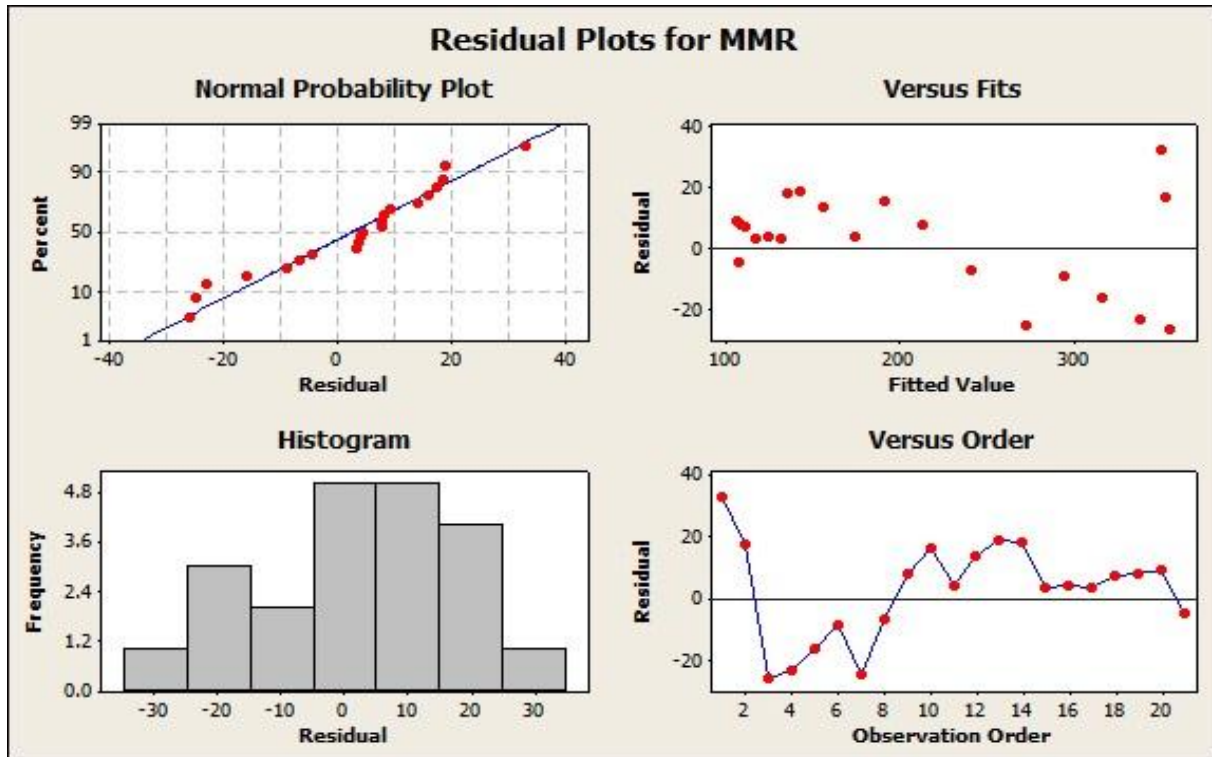 Residual Plots for MMR
Normal Probability Plot
99
90
50
10
1
Percent
-40 -20 0 20 40
Residual
Versus Fits
40
20
0
-20
Residual
100 200 300
Fitted Value
Histogram
4.8
3.6
2.4
1.2
0.0
Frequency
-30 -20 -10 0 10 20 30
Residual
Versus Order
40
20
0
-20
Residual
2 4 6 8 10 12 14 16 18 20
Observation Order